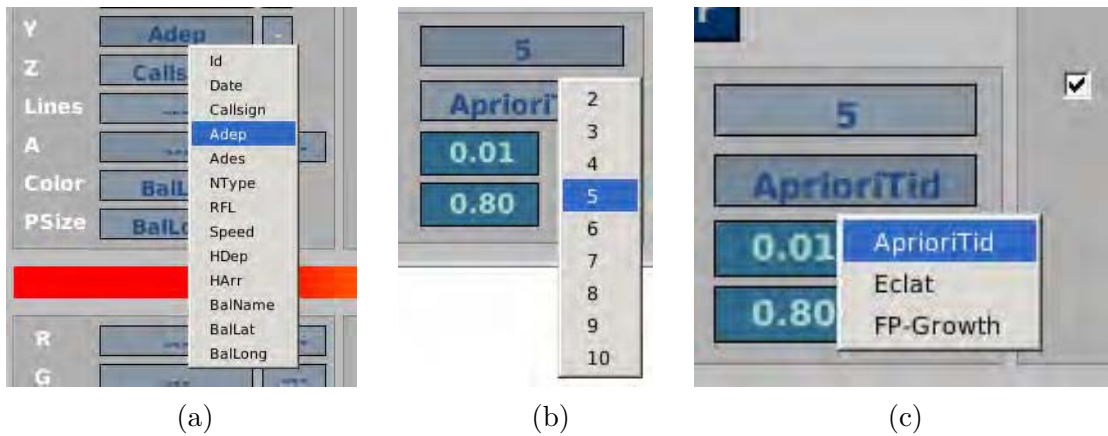 Y Adep -
Z Calls
Lines ---
A --- -
Color BalL
PSize BalLo
R --- -
G --- ---
Id
Date
Callsign
Adep
Ades
NType
RFL
Speed
HDep
HArr
BalName
BalLat
BalLong
(a)
5
Apriori
0.01
0.80
2
3
4
5
6
7
8
9
10
(b)
5
AprioriTid
0.01
0.80
AprioriTid
Eclat
FP-Growth
(c)